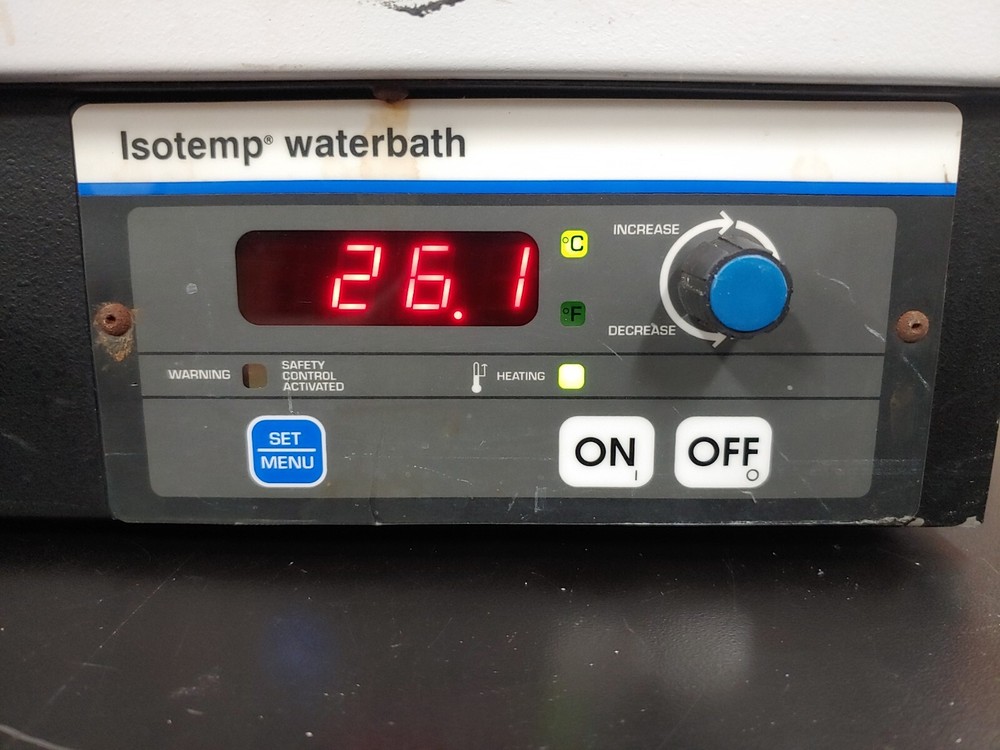 Isotemp® waterbath
26.1
°C
°F
INCREASE
DECREASE
WARNING
SAFETY
CONTROL
ACTIVATED
HEATING
SET
MENU
ON
I
OFF
O